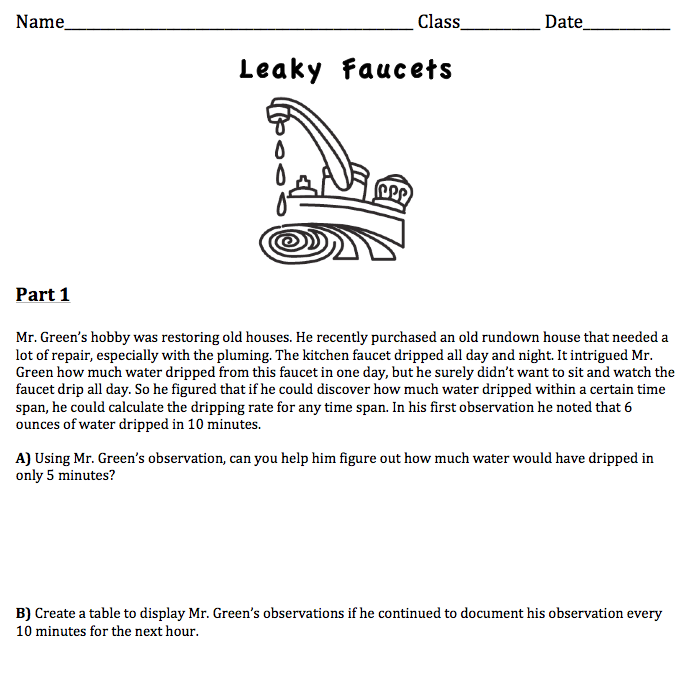 Name____________________________________ Class________ Date_________
Leaky Faucets
Part 1
Mr. Green’s hobby was restoring old houses. He recently purchased an old rundown house that needed a
lot of repair, especially with the pluming. The kitchen faucet dripped all day and night. It intrigued Mr.
Green how much water dripped from this faucet in one day, but he surely didn’t want to sit and watch the
faucet drip all day. So he figured that if he could discover how much water dripped within a certain time
span, he could calculate the dripping rate for any time span. In his first observation he noted that 6
ounces of water dripped in 10 minutes.
A) Using Mr. Green’s observation, can you help him figure out how much water would have dripped in
only 5 minutes?
B) Create a table to display Mr. Green’s observations if he continued to document his observation every
10 minutes for the next hour.